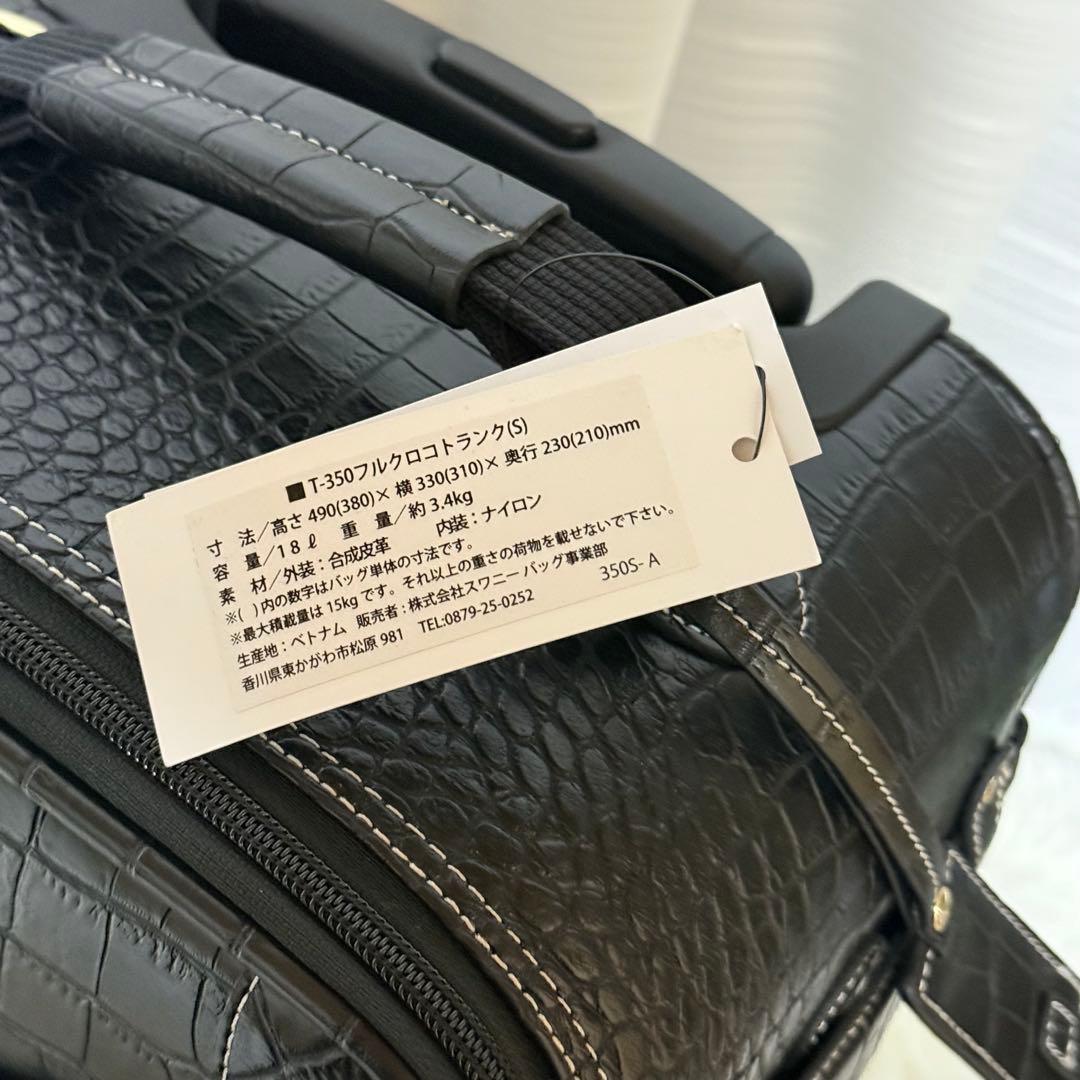 ■T-350フルクロコトランク(S)
寸 法/高さ 490(380)× 横 330(310)× 奥行 230(210)mm
容 量/18ℓ 重 量/約 3.4kg
素 材/外装:合成皮革 内装:ナイロン
※( )内の数字はバッグ単体の寸法です。
※最大積載量は 15kg です。それ以上の重さの荷物を載せないで下さい。
生産地:ベトナム 販売者:株式会社スワニー バッグ事業部
香川県東かがわ市松原 981 TEL:0879-25-0252
350S- A